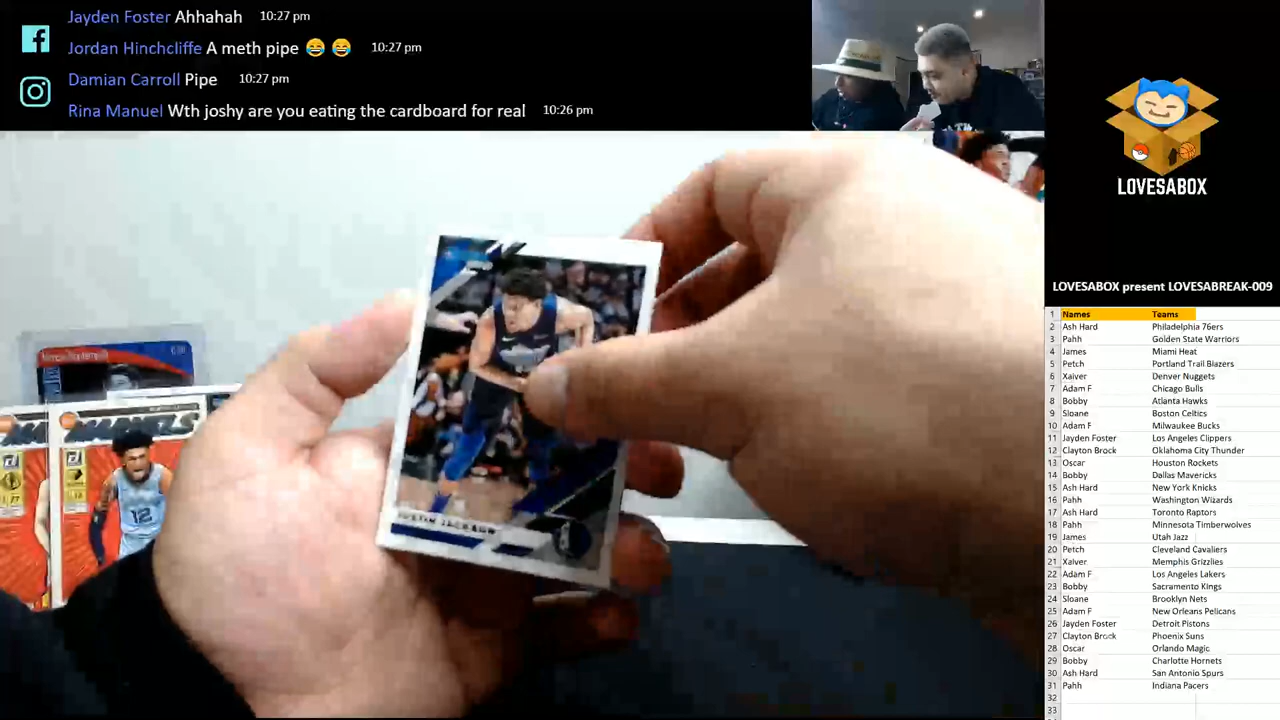 Jayden Foster Ahhahah 10:27 pm
Jordan Hinchcliffe A meth pipe 😂 😂 10:27 pm
Damian Carroll Pipe 10:27 pm
Rina Manuel Wth joshy are you eating the cardboard for real 10:26 pm
LOVESABOX
LOVESABOX present LOVESABREAK-009
1 Names Teams
2 Ash Hard Philadelphia 76ers
3 Pahh Golden State Warriors
4 James Miami Heat
5 Petch Portland Trail Blazers
6 Xaiver Denver Nuggets
7 Adam F Chicago Bulls
8 Bobby Atlanta Hawks
9 Sloane Boston Celtics
10 Adam F Milwaukee Bucks
11 Jayden Foster Los Angeles Clippers
12 Clayton Brock Oklahoma City Thunder
13 Oscar Houston Rockets
14 Bobby Dallas Mavericks
15 Ash Hard New York Knicks
16 Pahh Washington Wizards
17 Ash Hard Toronto Raptors
18 Pahh Minnesota Timberwolves
19 James Utah Jazz
20 Petch Cleveland Cavaliers
21 Xaiver Memphis Grizzlies
22 Adam F Los Angeles Lakers
23 Bobby Sacramento Kings
24 Sloane Brooklyn Nets
25 Adam F New Orleans Pelicans
26 Jayden Foster Detroit Pistons
27 Clayton Brock Phoenix Suns
28 Oscar Orlando Magic
29 Bobby Charlotte Hornets
30 Ash Hard San Antonio Spurs
31 Pahh Indiana Pacers
32
33
JUSTIN JACKSON
12